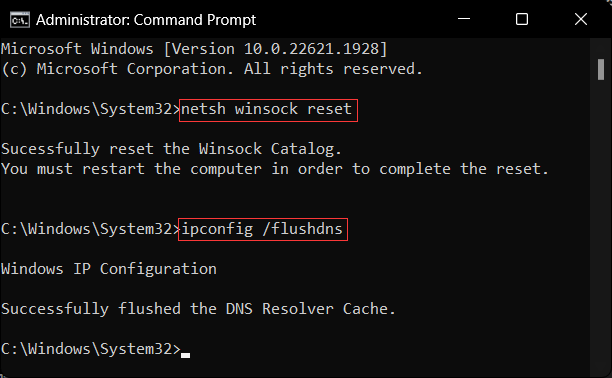 Administrator: Command Prompt
Microsoft Windows [Version 10.0.22621.1928]
(c) Microsoft Corporation. All rights reserved.
C:\Windows\System32>netsh winsock reset
Sucessfully reset the Winsock Catalog.
You must restart the computer in order to complete the reset.
C:\Windows\System32>ipconfig /flushdns
Windows IP Configuration
Successfully flushed the DNS Resolver Cache.
C:\Windows\System32>